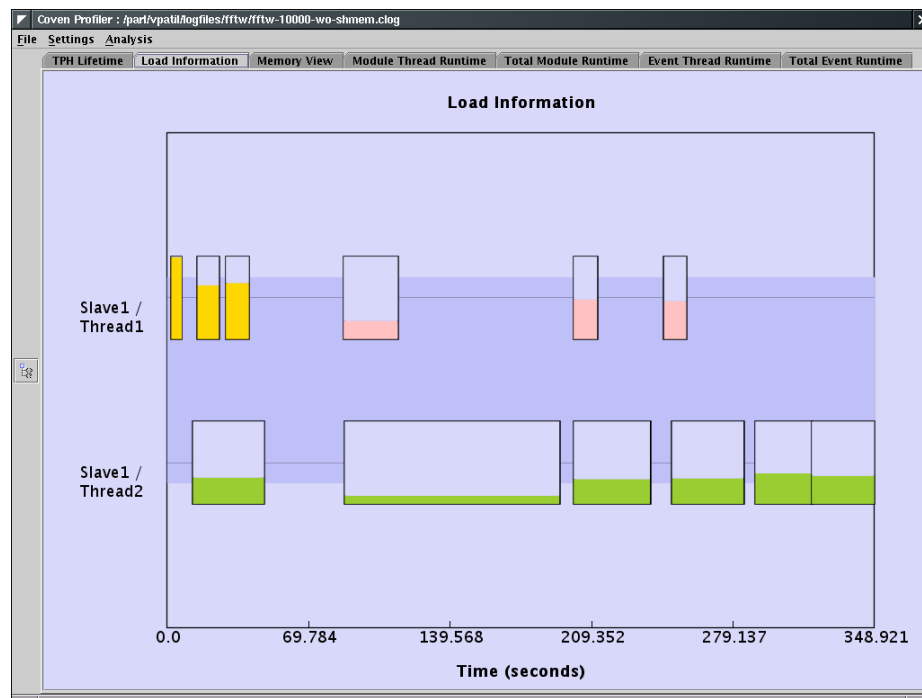 Coven Profiler : /parl/vpatil/logfiles/fftw/fftw-10000-wo-shmem.clog
File Settings Analysis
TPH Lifetime Load Information Memory View Module Thread Runtime Total Module Runtime Event Thread Runtime Total Event Runtime
Load Information
Slave1 /
Thread1
Slave1 /
Thread2
0.0 69.784 139.568 209.352 279.137 348.921
Time (seconds)